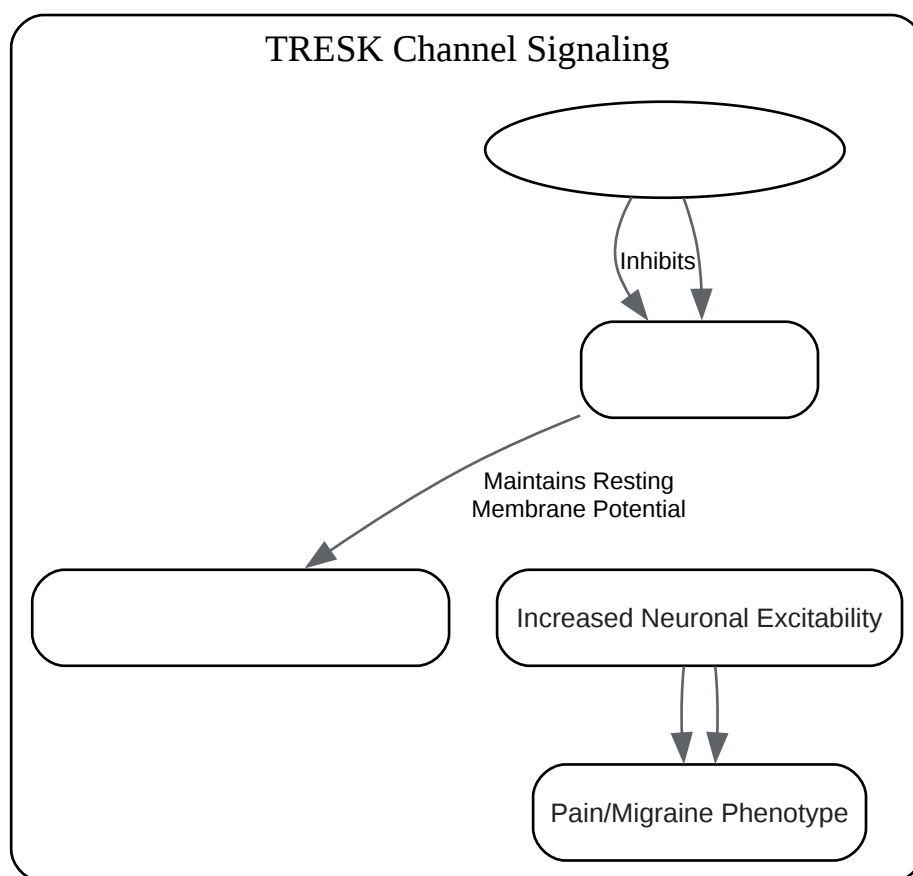 TRESK Channel Signaling
Inhibits
Maintains Resting
Membrane Potential
Increased Neuronal Excitability
Pain/Migraine Phenotype